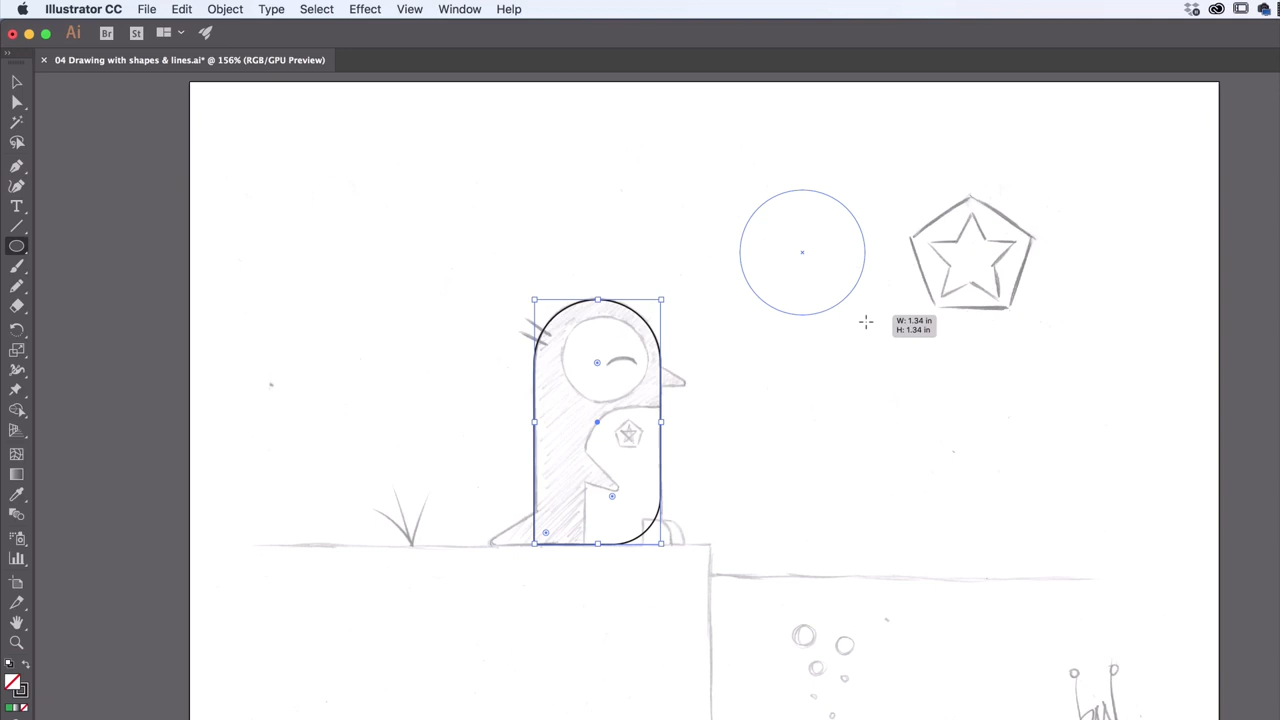 Illustrator CC File Edit Object Type Select Effect View Window Help
Ai Br St
× 04 Drawing with shapes & lines.ai* @ 156% (RGB/GPU Preview)
W: 1.34 in
H: 1.34 in
T